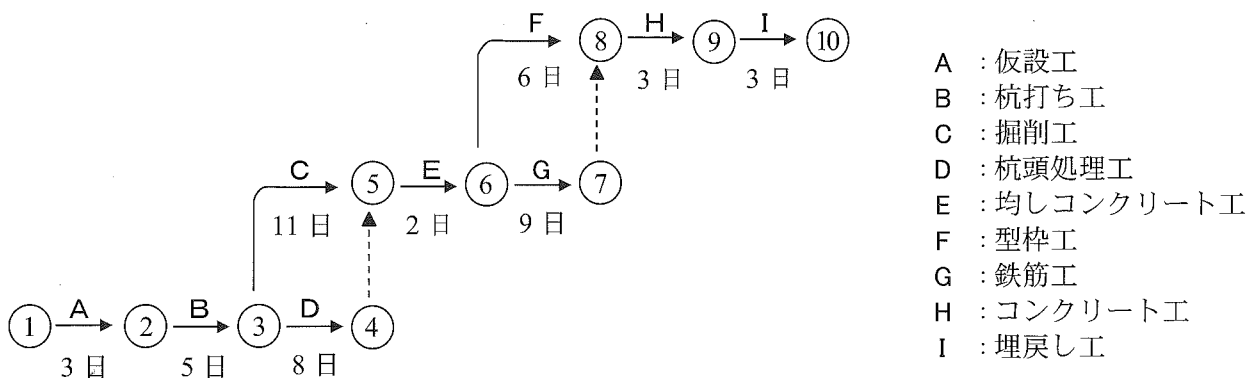 F ⑧ H ⑨ I ⑩
6 日 3 日 3 日
C ⑤ E ⑥ G ⑦
11 日 2 日 9 日
① A ② B ③ D ④
3 日 5 日 8 日
A :仮設工
B :杭打ち工
C :掘削工
D :杭頭処理工
E :均しコンクリート工
F :型枠工
G :鉄筋工
H :コンクリート工
I :埋戻し工